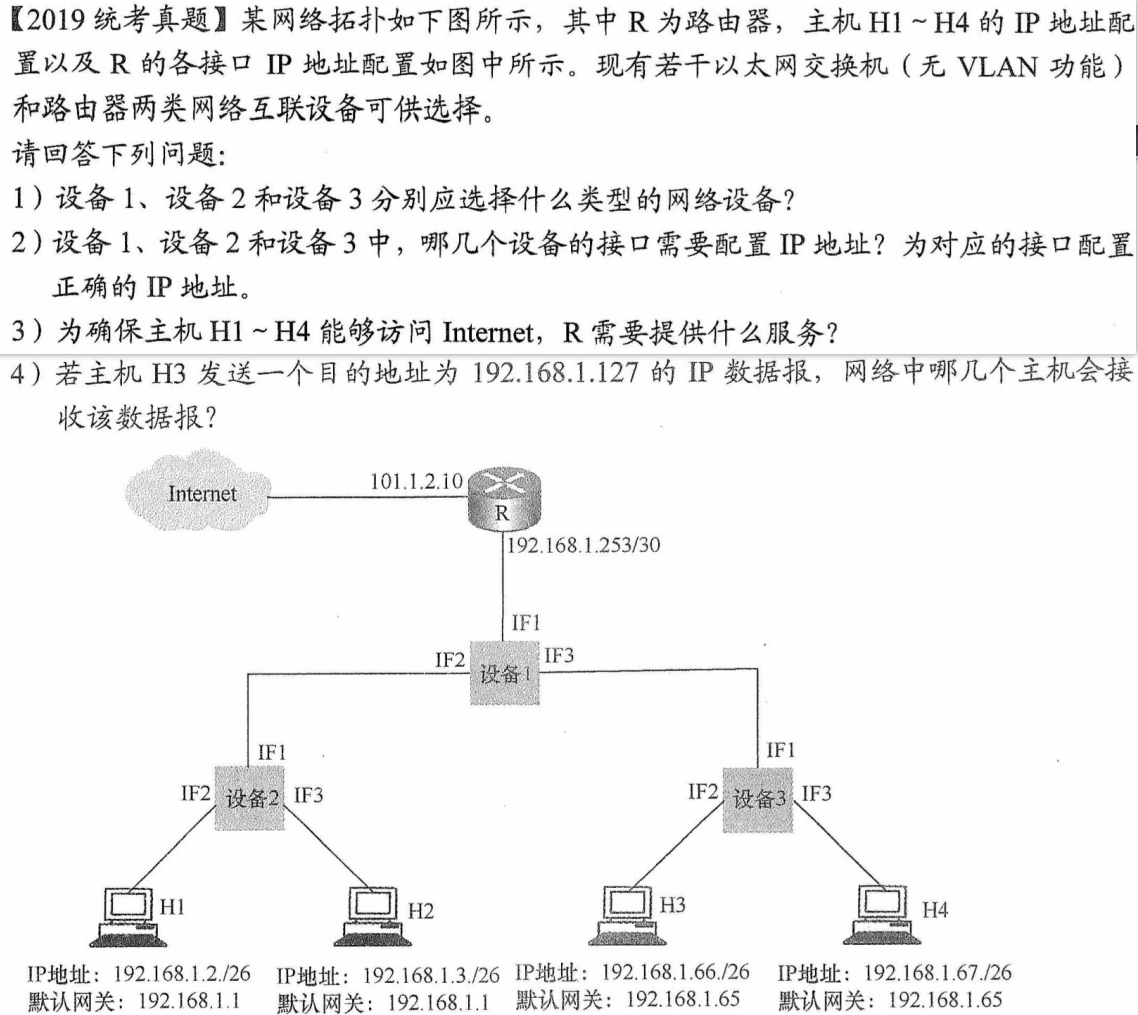 【2019 统考真题】某网络拓扑如下图所示，其中 R 为路由器，主机 H1 ~ H4 的 IP 地址配
置以及 R 的各接口 IP 地址配置如图中所示。现有若干以太网交换机（无 VLAN 功能）
和路由器两类网络互联设备可供选择。
请回答下列问题：
1）设备 1、设备 2 和设备 3 分别应选择什么类型的网络设备？
2）设备 1、设备 2 和设备 3 中，哪几个设备的接口需要配置 IP 地址？为对应的接口配置
正确的 IP 地址。
3）为确保主机 H1 ~ H4 能够访问 Internet，R 需要提供什么服务？
4）若主机 H3 发送一个目的地址为 192.168.1.127 的 IP 数据报，网络中哪几个主机会接
收该数据报？
Internet
101.1.2.10
R
192.168.1.253/30
IF1
IF2
设备1
IF3
IF1
IF2
设备2
IF3
IF1
IF2
设备3
IF3
H1
H2
H3
H4
IP地址：192.168.1.2./26
默认网关：192.168.1.1
IP地址：192.168.1.3./26
默认网关：192.168.1.1
IP地址：192.168.1.66./26
默认网关：192.168.1.65
IP地址：192.168.1.67./26
默认网关：192.168.1.65